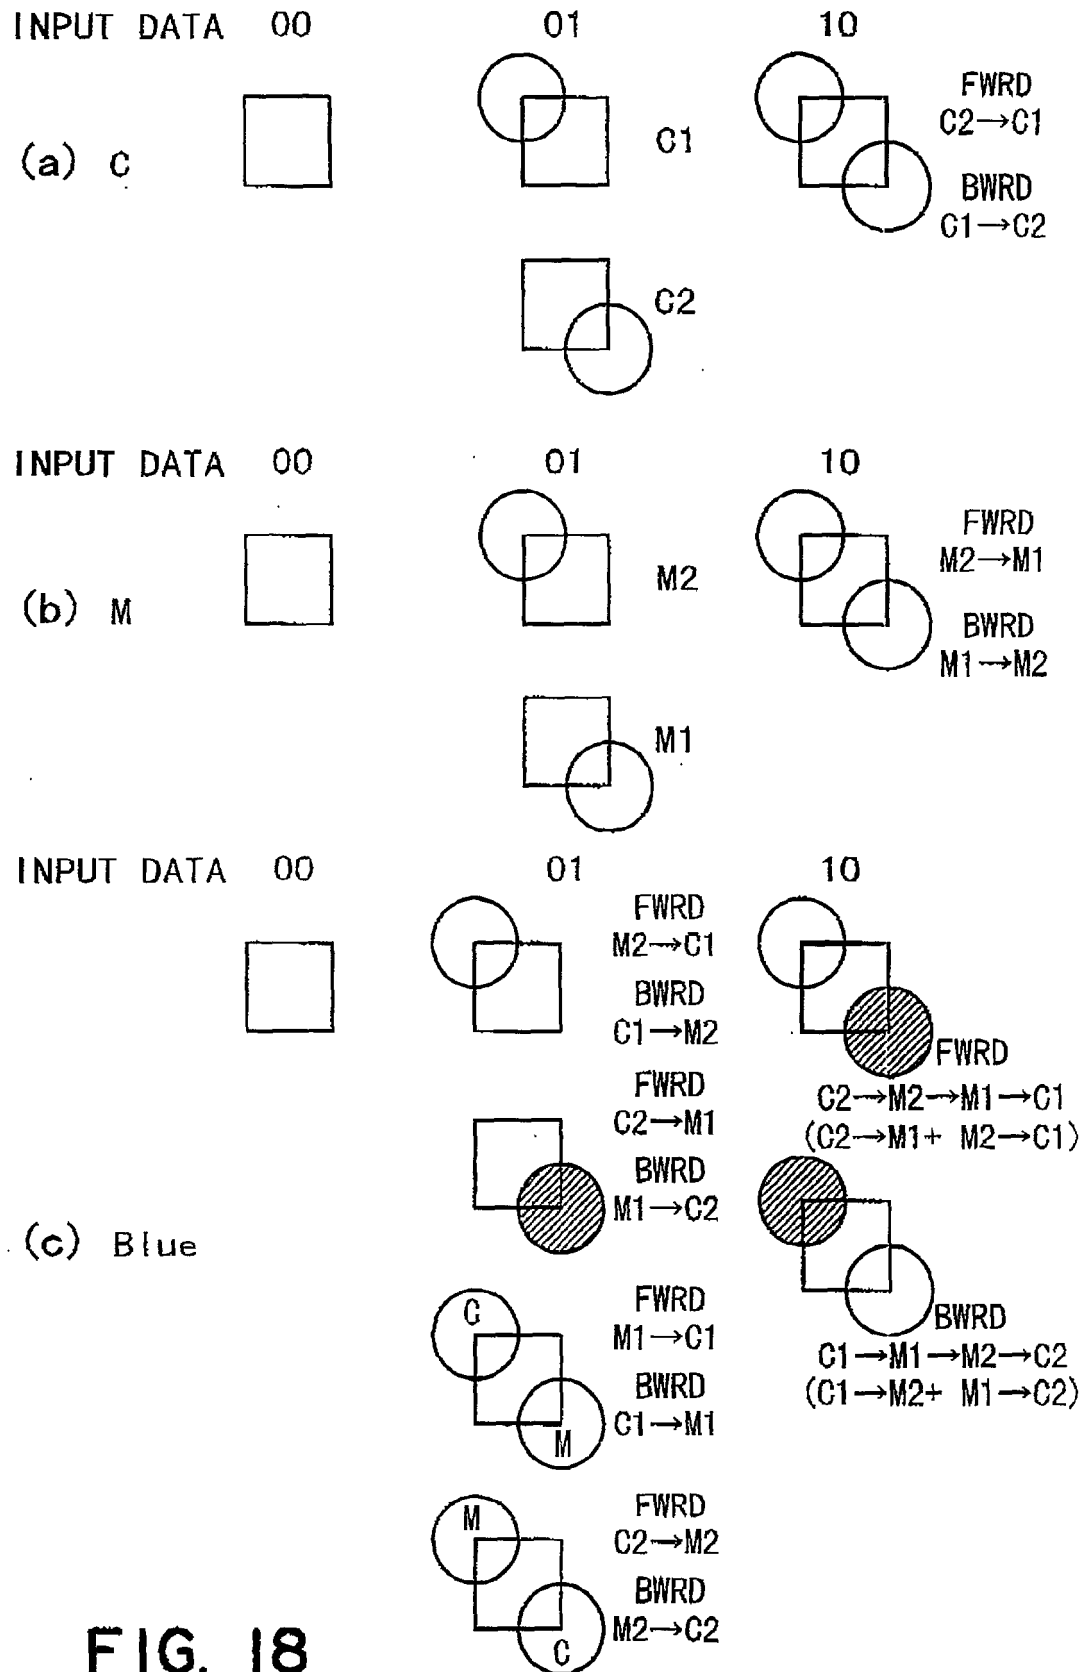 INPUT DATA 00 01 10
(a) C
C1
FWRD
C2→C1
BWRD
C1→C2
C2
INPUT DATA 00 01 10
(b) M
M2
FWRD
M2→M1
BWRD
M1→M2
M1
INPUT DATA 00 01 10
(c) Blue
FWRD
M2→C1
BWRD
C1→M2
FWRD
C2→M1
BWRD
M1→C2
C
M
FWRD
M1→C1
BWRD
C1→M1
M
C
FWRD
C2→M2
BWRD
M2→C2
FWRD
C2→M2→M1→C1
(C2→M1+ M2→C1)
BWRD
C1→M1→M2→C2
(C1→M2+ M1→C2)
FIG. 18